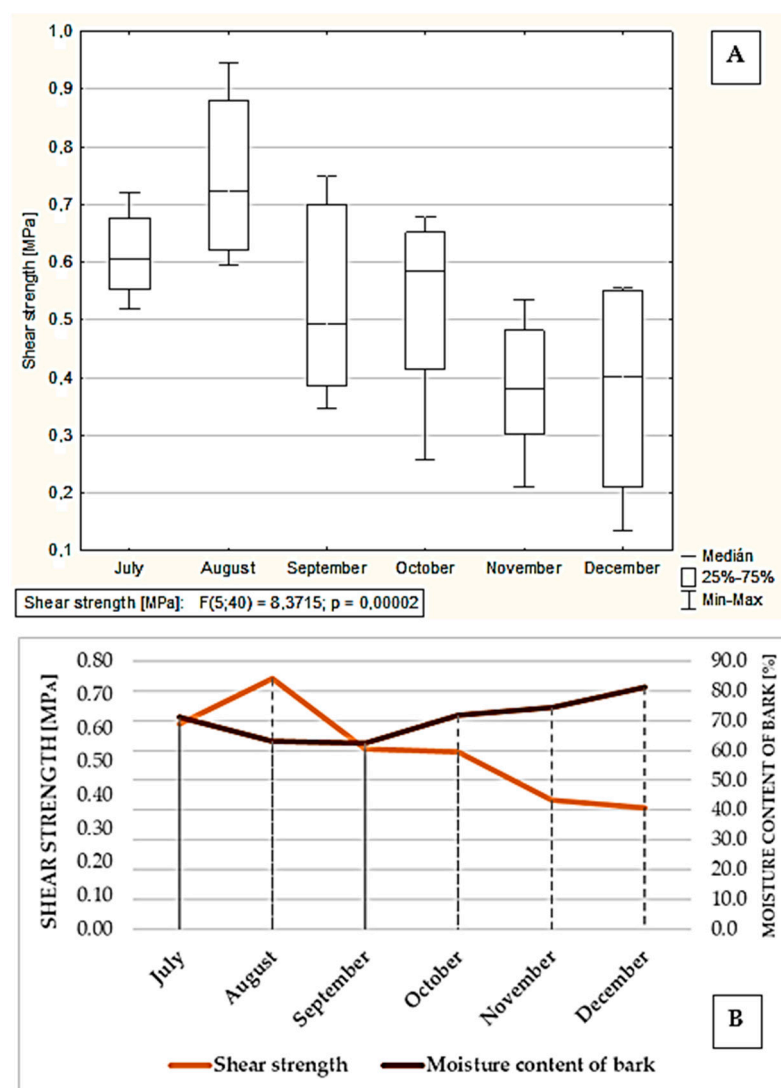 A
Shear strength [MPa]
1,0
0,9
0,8
0,7
0,6
0,5
0,4
0,3
0,2
0,1
July August September October November December
Medián
25%-75%
Min-Max
Shear strength [MPa]: F(5;40) = 8,3715; p = 0,00002
SHEAR STRENGTH [MPA]
0.80
0.70
0.60
0.50
0.40
0.30
0.20
0.10
0.00
90.0
80.0
70.0
60.0
50.0
40.0
30.0
20.0
10.0
0.0
MOISTURE CONTENT OF BARK [%]
July August September October November December
B
Shear strength Moisture content of bark